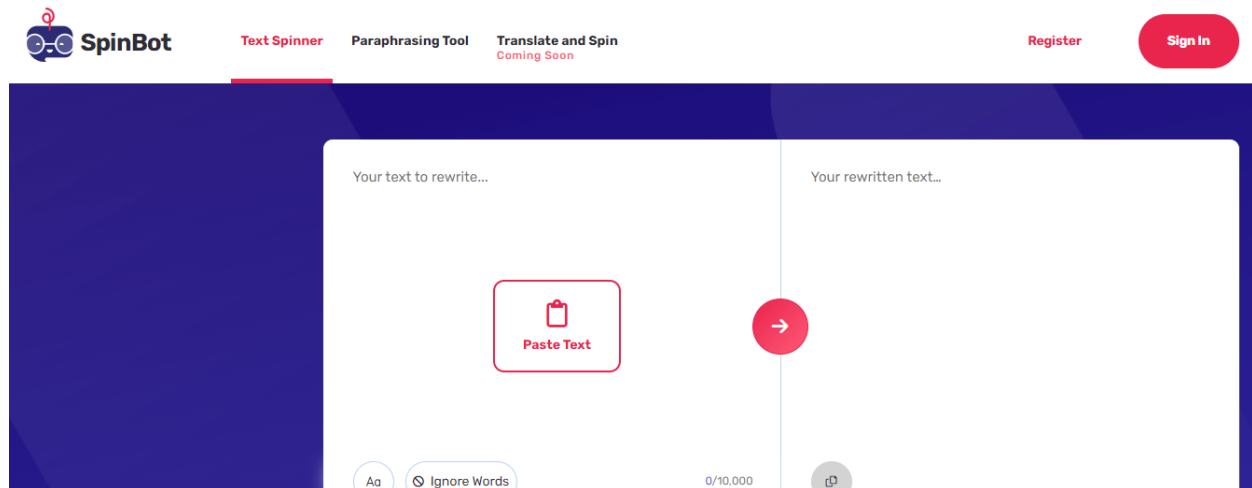 SpinBot
Text Spinner
Paraphrasing Tool
Translate and Spin
Coming Soon
Register
Sign In
Your text to rewrite...
Your rewritten text...
Paste Text
Aa
Ignore Words
0/10,000